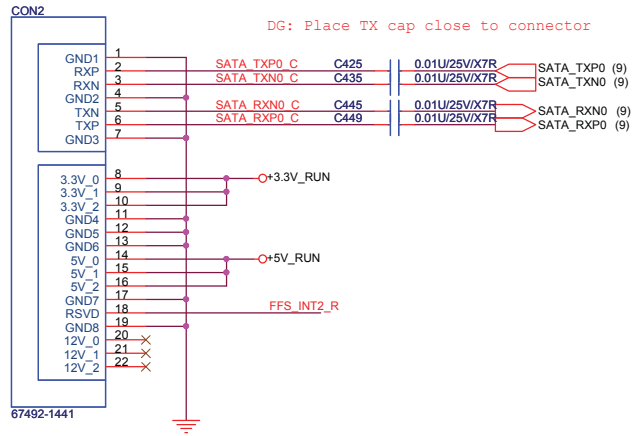 CON2
DG: Place TX cap close to connector
GND1 1
RXP 2 SATA_TXP0_C C425 0.01U/25V/X7R SATA_TXP0 (9)
RXN 3 SATA_TXN0_C C435 0.01U/25V/X7R SATA_TXN0 (9)
GND2 4
TXN 5 SATA_RXN0_C C445 0.01U/25V/X7R SATA_RXN0 (9)
TXP 6 SATA_RXP0_C C449 0.01U/25V/X7R SATA_RXP0 (9)
GND3 7
3.3V_0 8 +3.3V_RUN
3.3V_1 9
3.3V_2 10
GND4 11
GND5 12
GND6 13
5V_0 14 +5V_RUN
5V_1 15
5V_2 16
GND7 17
RSVD 18 FFS_INT2_R
GND8 19
12V_0 20
12V_1 21
12V_2 22
67492-1441